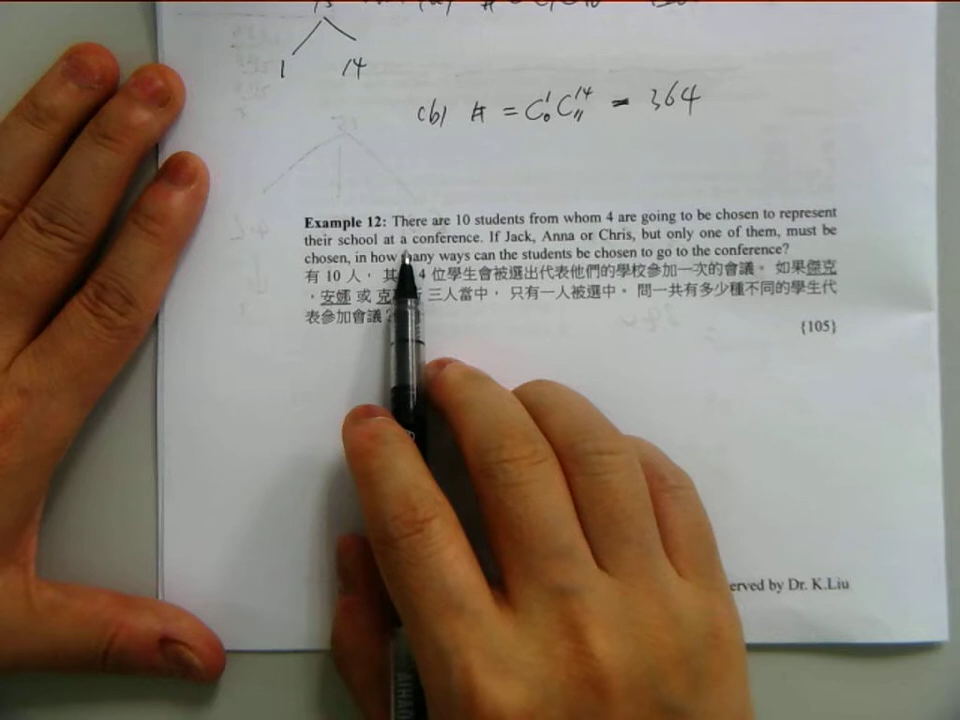 1 14
(b) # = C¹₀ C¹⁴₁₁ = 364
Example 12: There are 10 students from whom 4 are going to be chosen to represent
their school at a conference. If Jack, Anna or Chris, but only one of them, must be
chosen, in how many ways can the students be chosen to go to the conference?
有 10 人， 其 4 位學生會被選出代表他們的學校參加一次的會議。 如果傑克
，安娜 或 克 三人當中， 只有一人被選中。 問一共有多少種不同的學生代
表參加會議？
{105}
erved by Dr. K.Liu